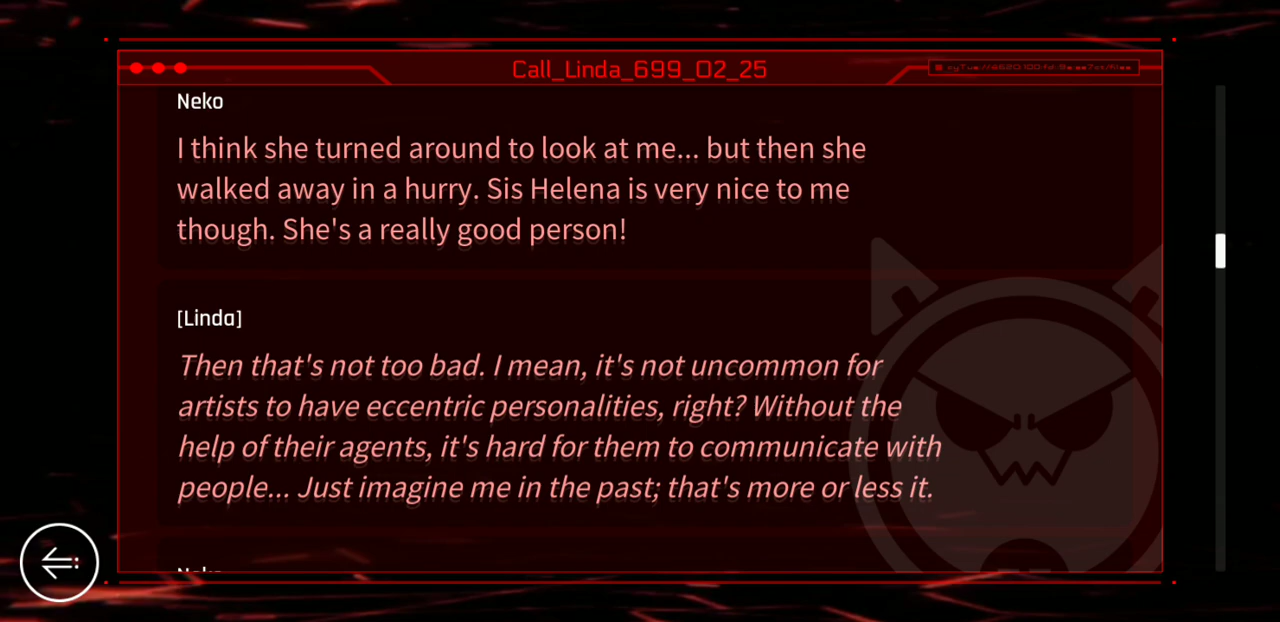 Call_Linda_699_02_25
Neko
I think she turned around to look at me... but then she
walked away in a hurry. Sis Helena is very nice to me
though. She's a really good person!
[Linda]
Then that's not too bad. I mean, it's not uncommon for
artists to have eccentric personalities, right? Without the
help of their agents, it's hard for them to communicate with
people... Just imagine me in the past; that's more or less it.